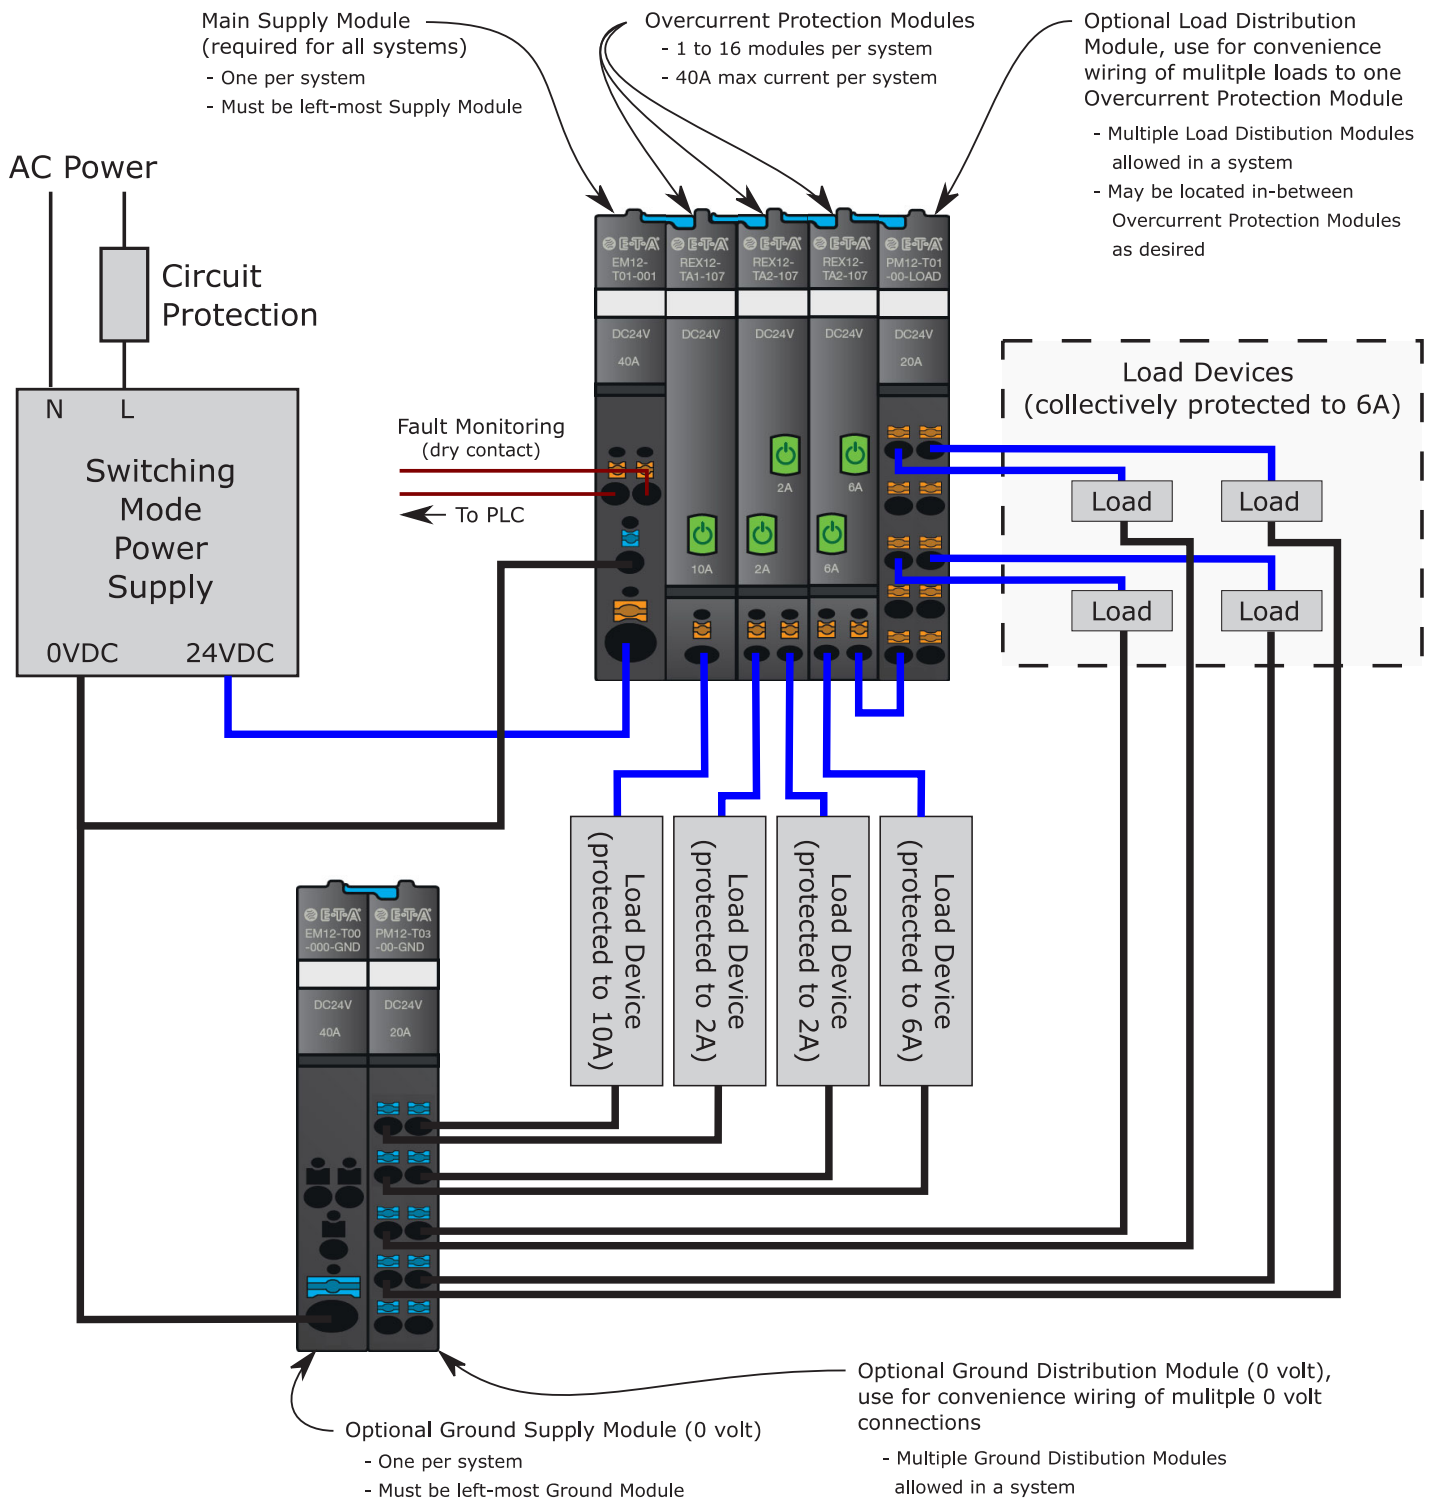 Main Supply Module
(required for all systems)
- One per system
- Must be left-most Supply Module
Overcurrent Protection Modules
- 1 to 16 modules per system
- 40A max current per system
Optional Load Distribution
Module, use for convenience
wiring of mulitple loads to one
Overcurrent Protection Module
- Multiple Load Distibution Modules
allowed in a system
- May be located in-between
Overcurrent Protection Modules
as desired
AC Power
Circuit
Protection
N L
Switching
Mode
Power
Supply
0VDC 24VDC
Fault Monitoring
(dry contact)
To PLC
E-T-A
EM12-
T01-001
DC24V
40A
E-T-A
REX12-
TA1-107
DC24V
10A
E-T-A
REX12-
TA2-107
DC24V
2A
2A
E-T-A
REX12-
TA2-107
DC24V
6A
6A
E-T-A
PM12-T01
-00-LOAD
DC24V
20A
Load Devices
(collectively protected to 6A)
Load
Load
Load
Load
Load Device
(protected to 10A)
Load Device
(protected to 2A)
Load Device
(protected to 2A)
Load Device
(protected to 6A)
E-T-A
EM12-T00
-000-GND
DC24V
40A
E-T-A
PM12-T03
-00-GND
DC24V
20A
Optional Ground Supply Module (0 volt)
- One per system
- Must be left-most Ground Module
Optional Ground Distribution Module (0 volt),
use for convenience wiring of mulitple 0 volt
connections
- Multiple Ground Distibution Modules
allowed in a system